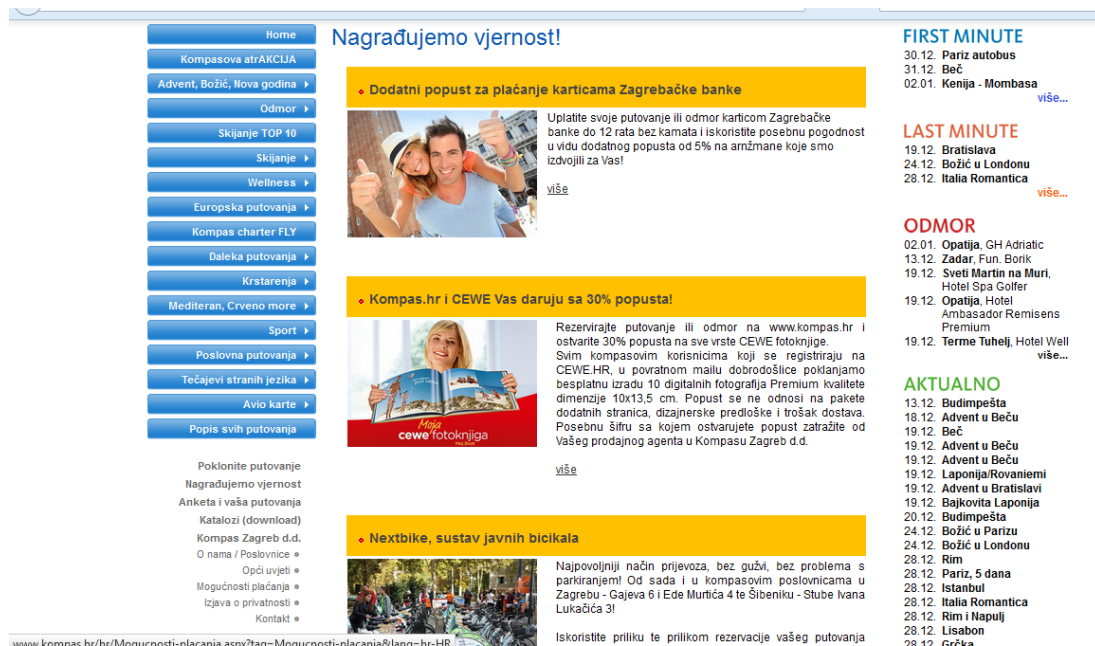 Home
Kompasova atrAKCIJA
Advent, Božić, Nova godina
Odmor
Skijanje TOP 10
Skijanje
Wellness
Europska putovanja
Kompas charter FLY
Daleka putovanja
Krstarenja
Mediteran, Crveno more
Sport
Poslovna putovanja
Tečajevi stranih jezika
Avio karte
Popis svih putovanja
Poklonite putovanje
Nagrađujemo vjernost
Anketa i vaša putovanja
Katalozi (download)
Kompas Zagreb d.d.
O nama / Poslovnice
Opći uvjeti
Mogućnosti plaćanja
Izjava o privatnosti
Kontakt
www.kompas.hr/hr/Mogucnosti-placanja.aspx?tag=Mogucnosti-placanja&lang=hr-HR
Nagrađujemo vjernost!
Dodatni popust za plaćanje karticama Zagrebačke banke
Uplatite svoje putovanje ili odmor karticom Zagrebačke
banke do 12 rata bez kamata i iskoristite posebnu pogodnost
u vidu dodatnog popusta od 5% na arnžmane koje smo
izdvojili za Vas!
više
Kompas.hr i CEWE Vas daruju sa 30% popusta!
Moja
cewe fotoknjiga
Rezervirajte putovanje ili odmor na www.kompas.hr i
ostvarite 30% popusta na sve vrste CEWE fotoknjige.
Svim kompasovim korisnicima koji se registriraju na
CEWE.HR, u povratnom mailu dobrodošlice poklanjamo
besplatnu izradu 10 digitalnih fotografija Premium kvalitete
dimenzije 10x13,5 cm. Popust se ne odnosi na pakete
dodatnih stranica, dizajnerske predloške i trošak dostava.
Posebnu šifru sa kojem ostvarujete popust zatražite od
Vašeg prodajnog agenta u Kompasu Zagreb d.d.
više
Nextbike, sustav javnih bicikala
Najpovoljniji način prijevoza, bez gužvi, bez problema s
parkiranjem! Od sada i u kompasovim poslovnicama u
Zagrebu - Gajeva 6 i Ede Murtića 4 te Šibeniku - Stube Ivana
Lukačića 3!
Iskoristite priliku te prilikom rezervacije vašeg putovanja
FIRST MINUTE
30.12. Pariz autobus
31.12. Beč
02.01. Kenija - Mombasa
više...
LAST MINUTE
19.12. Bratislava
24.12. Božić u Londonu
28.12. Italia Romantica
više...
ODMOR
02.01. Opatija, GH Adriatic
13.12. Zadar, Fun. Borik
19.12. Sveti Martin na Muri,
Hotel Spa Golfer
19.12. Opatija, Hotel
Ambasador Remisens
Premium
19.12. Terme Tuhelj, Hotel Well
više...
AKTUALNO
13.12. Budimpešta
18.12. Advent u Beču
19.12. Beč
19.12. Advent u Beču
19.12. Advent u Beču
19.12. Laponija/Rovaniemi
19.12. Advent u Bratislavi
19.12. Bajkovita Laponija
20.12. Budimpešta
24.12. Božić u Parizu
24.12. Božić u Londonu
28.12. Rim
28.12. Pariz, 5 dana
28.12. Istanbul
28.12. Italia Romantica
28.12. Rim i Napulj
28.12. Lisabon
28.12. Grčka